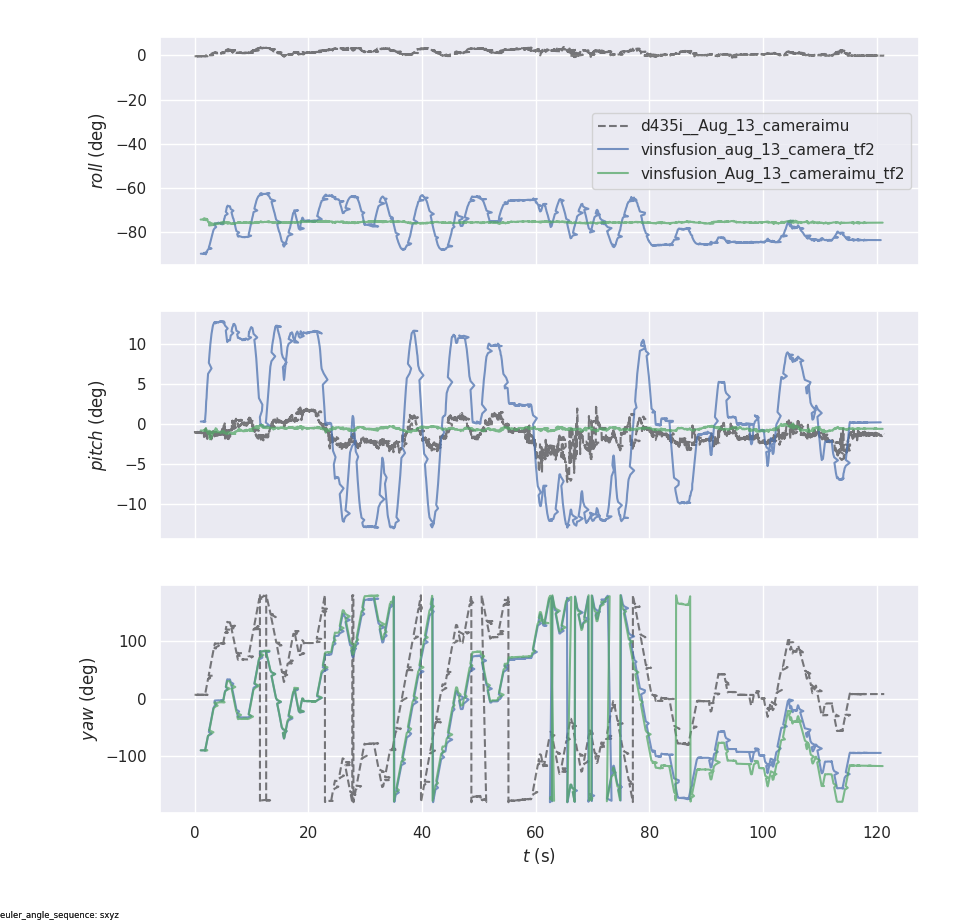 0
−20
−40
−60
−80
roll (deg)
d435i__Aug_13_cameraimu
vinsfusion_aug_13_camera_tf2
vinsfusion_Aug_13_cameraimu_tf2
10
5
0
−5
−10
pitch (deg)
100
0
−100
yaw (deg)
0 20 40 60 80 100 120
t (s)
euler_angle_sequence: sxyz